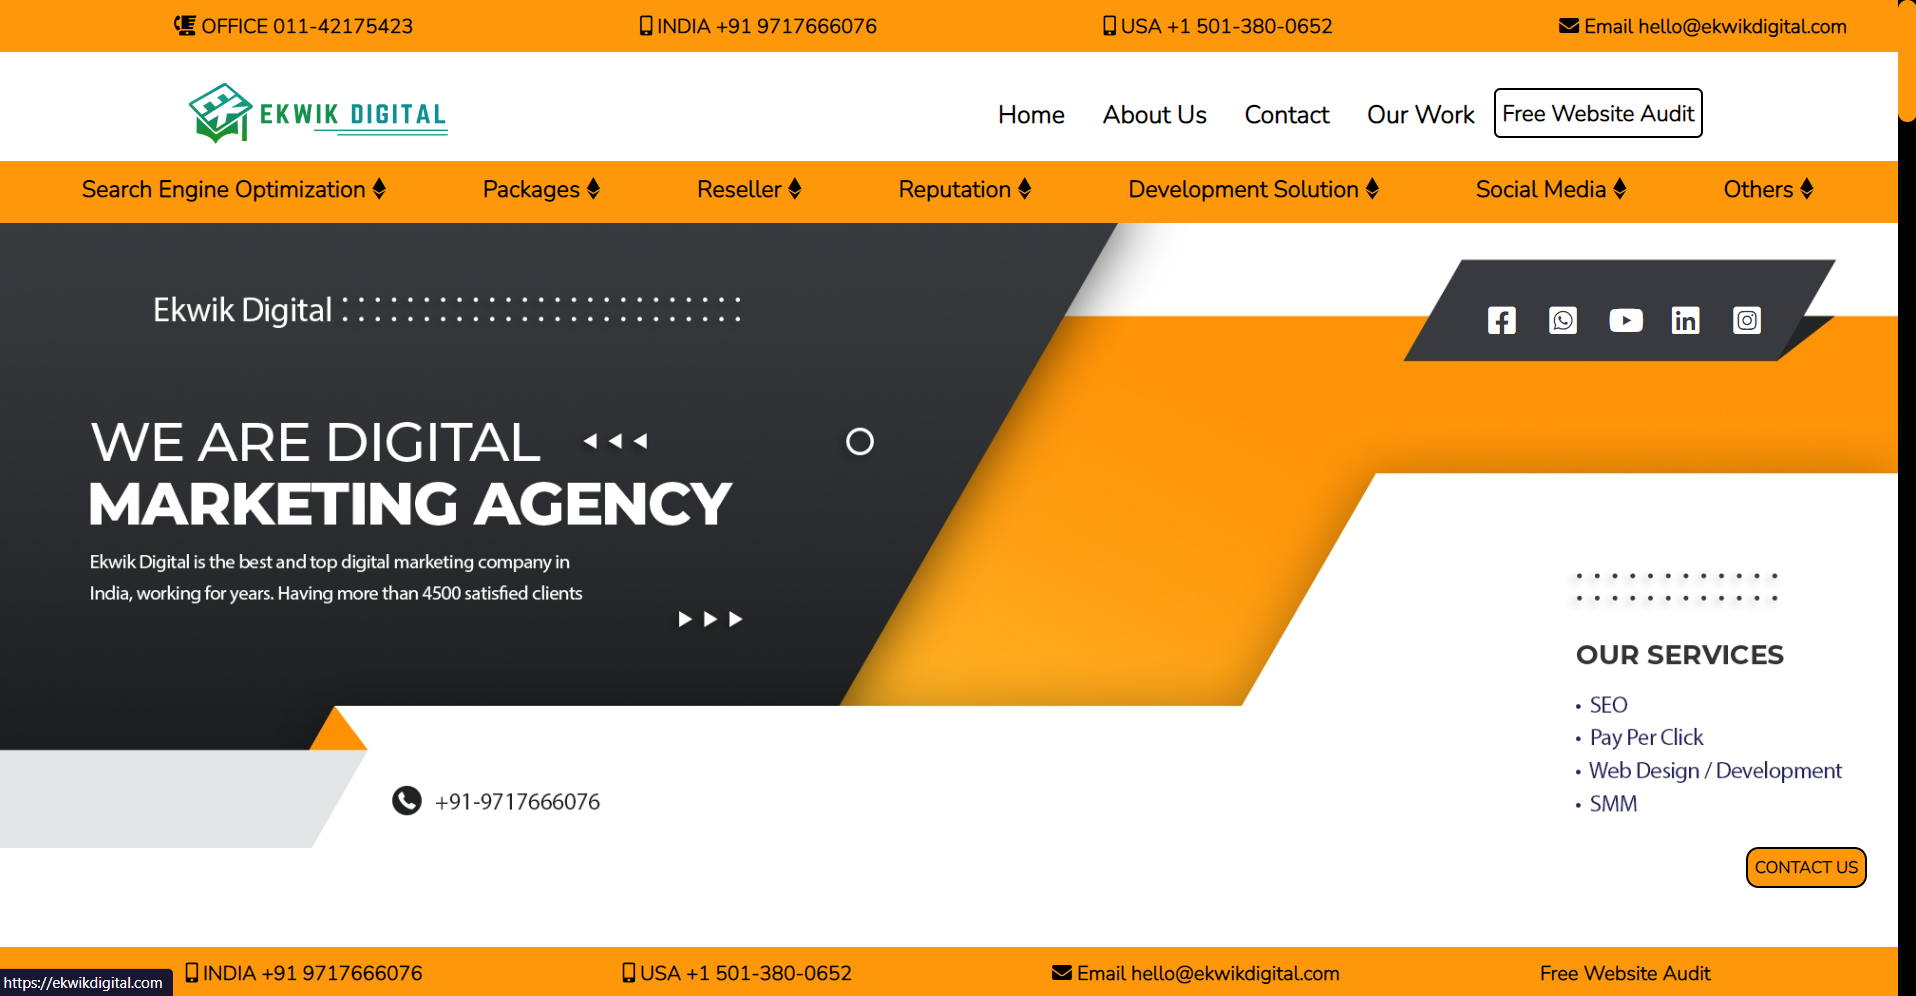 OFFICE 011-42175423
INDIA +91 9717666076
USA +1 501-380-0652
Email hello@ekwikdigital.com
EKWIK DIGITAL
Home
About Us
Contact
Our Work
Free Website Audit
Search Engine Optimization
Packages
Reseller
Reputation
Development Solution
Social Media
Others
Ekwik Digital
WE ARE DIGITAL
MARKETING AGENCY
Ekwik Digital is the best and top digital marketing company in
India, working for years. Having more than 4500 satisfied clients
OUR SERVICES
• SEO
• Pay Per Click
• Web Design / Development
• SMM
+91-9717666076
CONTACT US
INDIA +91 9717666076
USA +1 501-380-0652
Email hello@ekwikdigital.com
Free Website Audit
https://ekwikdigital.com